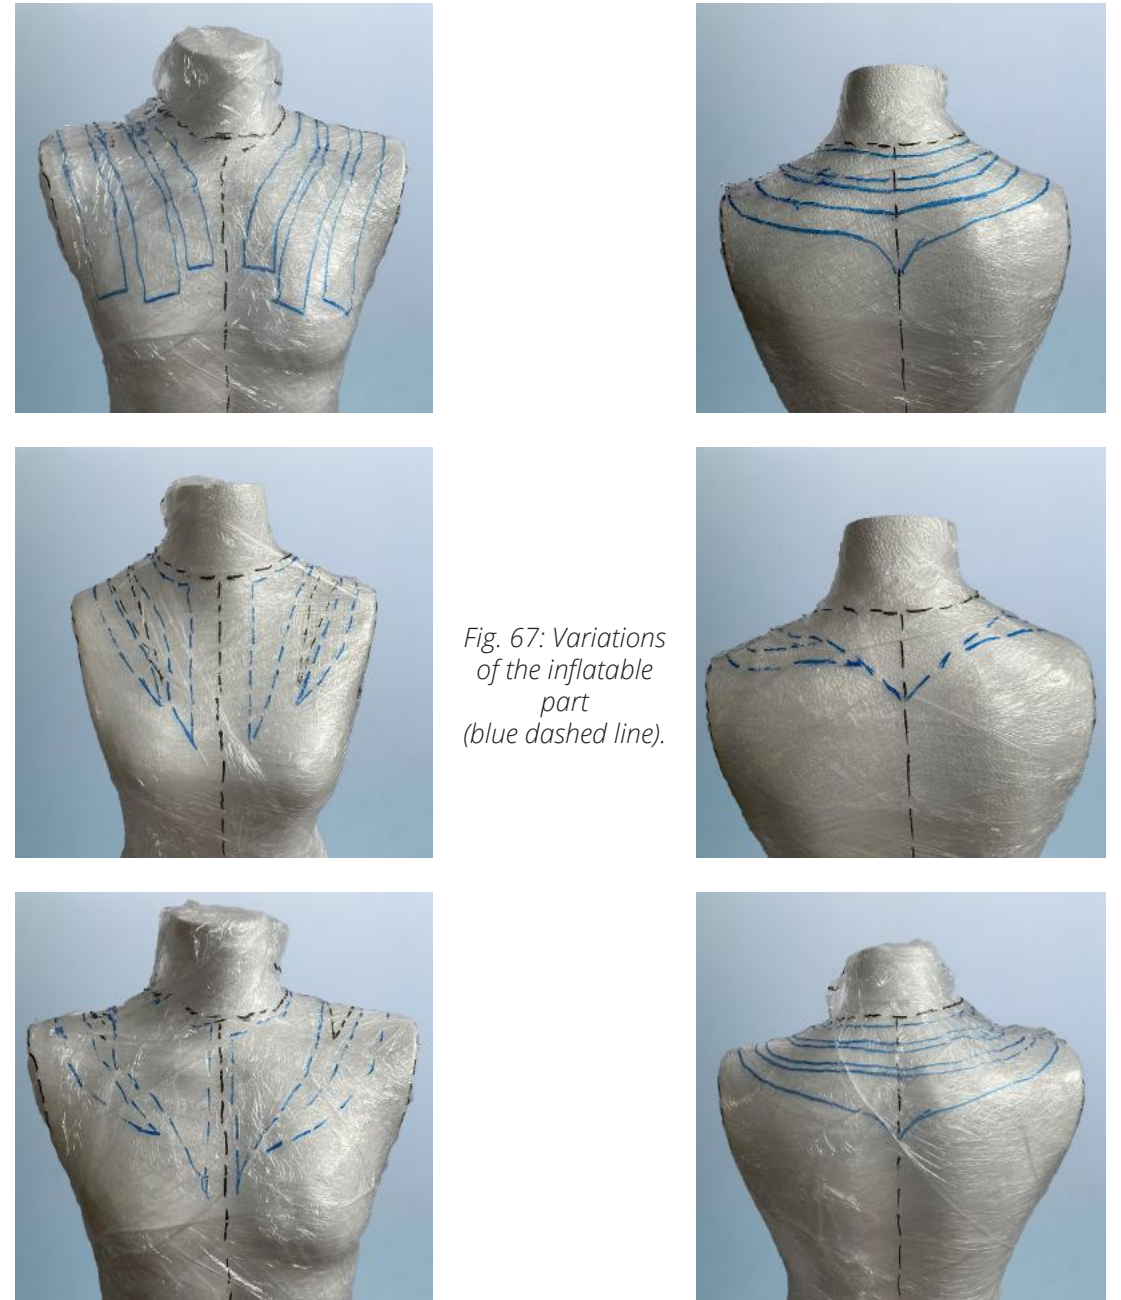 Fig. 67: Variations
of the inflatable
part
(blue dashed line).